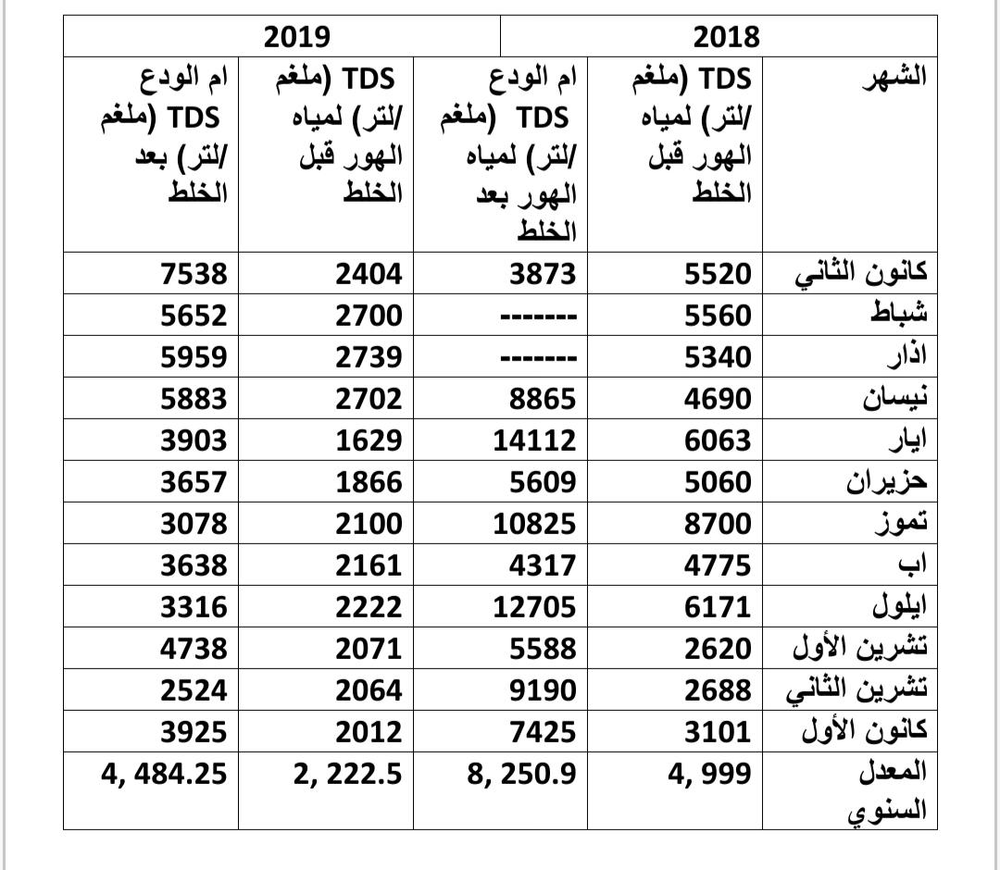 2018 2019
الشهر TDS (ملغم /لتر) لمياه الهور قبل الخلط ام الودع TDS (ملغم /لتر) لمياه الهور بعد الخلط TDS (ملغم /لتر) لمياه الهور قبل الخلط ام الودع TDS (ملغم /لتر) بعد الخلط
كانون الثاني 5520 3873 2404 7538
شباط 5560 ------- 2700 5652
اذار 5340 ------- 2739 5959
نيسان 4690 8865 2702 5883
ايار 6063 14112 1629 3903
حزيران 5060 5609 1866 3657
تموز 8700 10825 2100 3078
اب 4775 4317 2161 3638
ايلول 6171 12705 2222 3316
تشرين الأول 2620 5588 2071 4738
تشرين الثاني 2688 9190 2064 2524
كانون الأول 3101 7425 2012 3925
المعدل السنوي 4, 999 8, 250.9 2, 222.5 4, 484.25